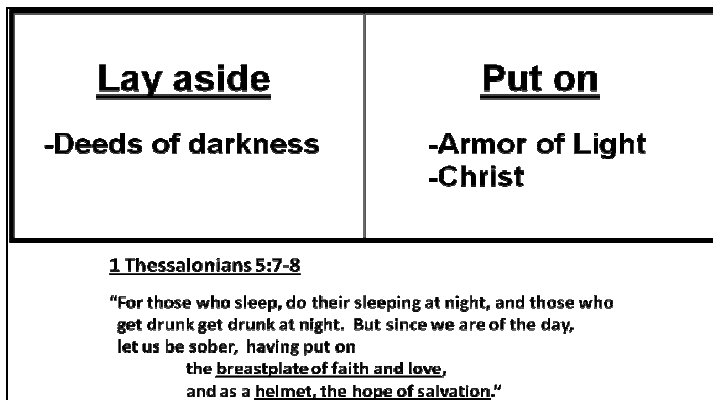 Lay aside
-Deeds of darkness
Put on
-Armor of Light
-Christ
1 Thessalonians 5:7-8
“For those who sleep, do their sleeping at night, and those who
get drunk get drunk at night.  But since we are of the day,
let us be sober,  having put on
the breastplate of faith and love,
and as a helmet, the hope of salvation.”